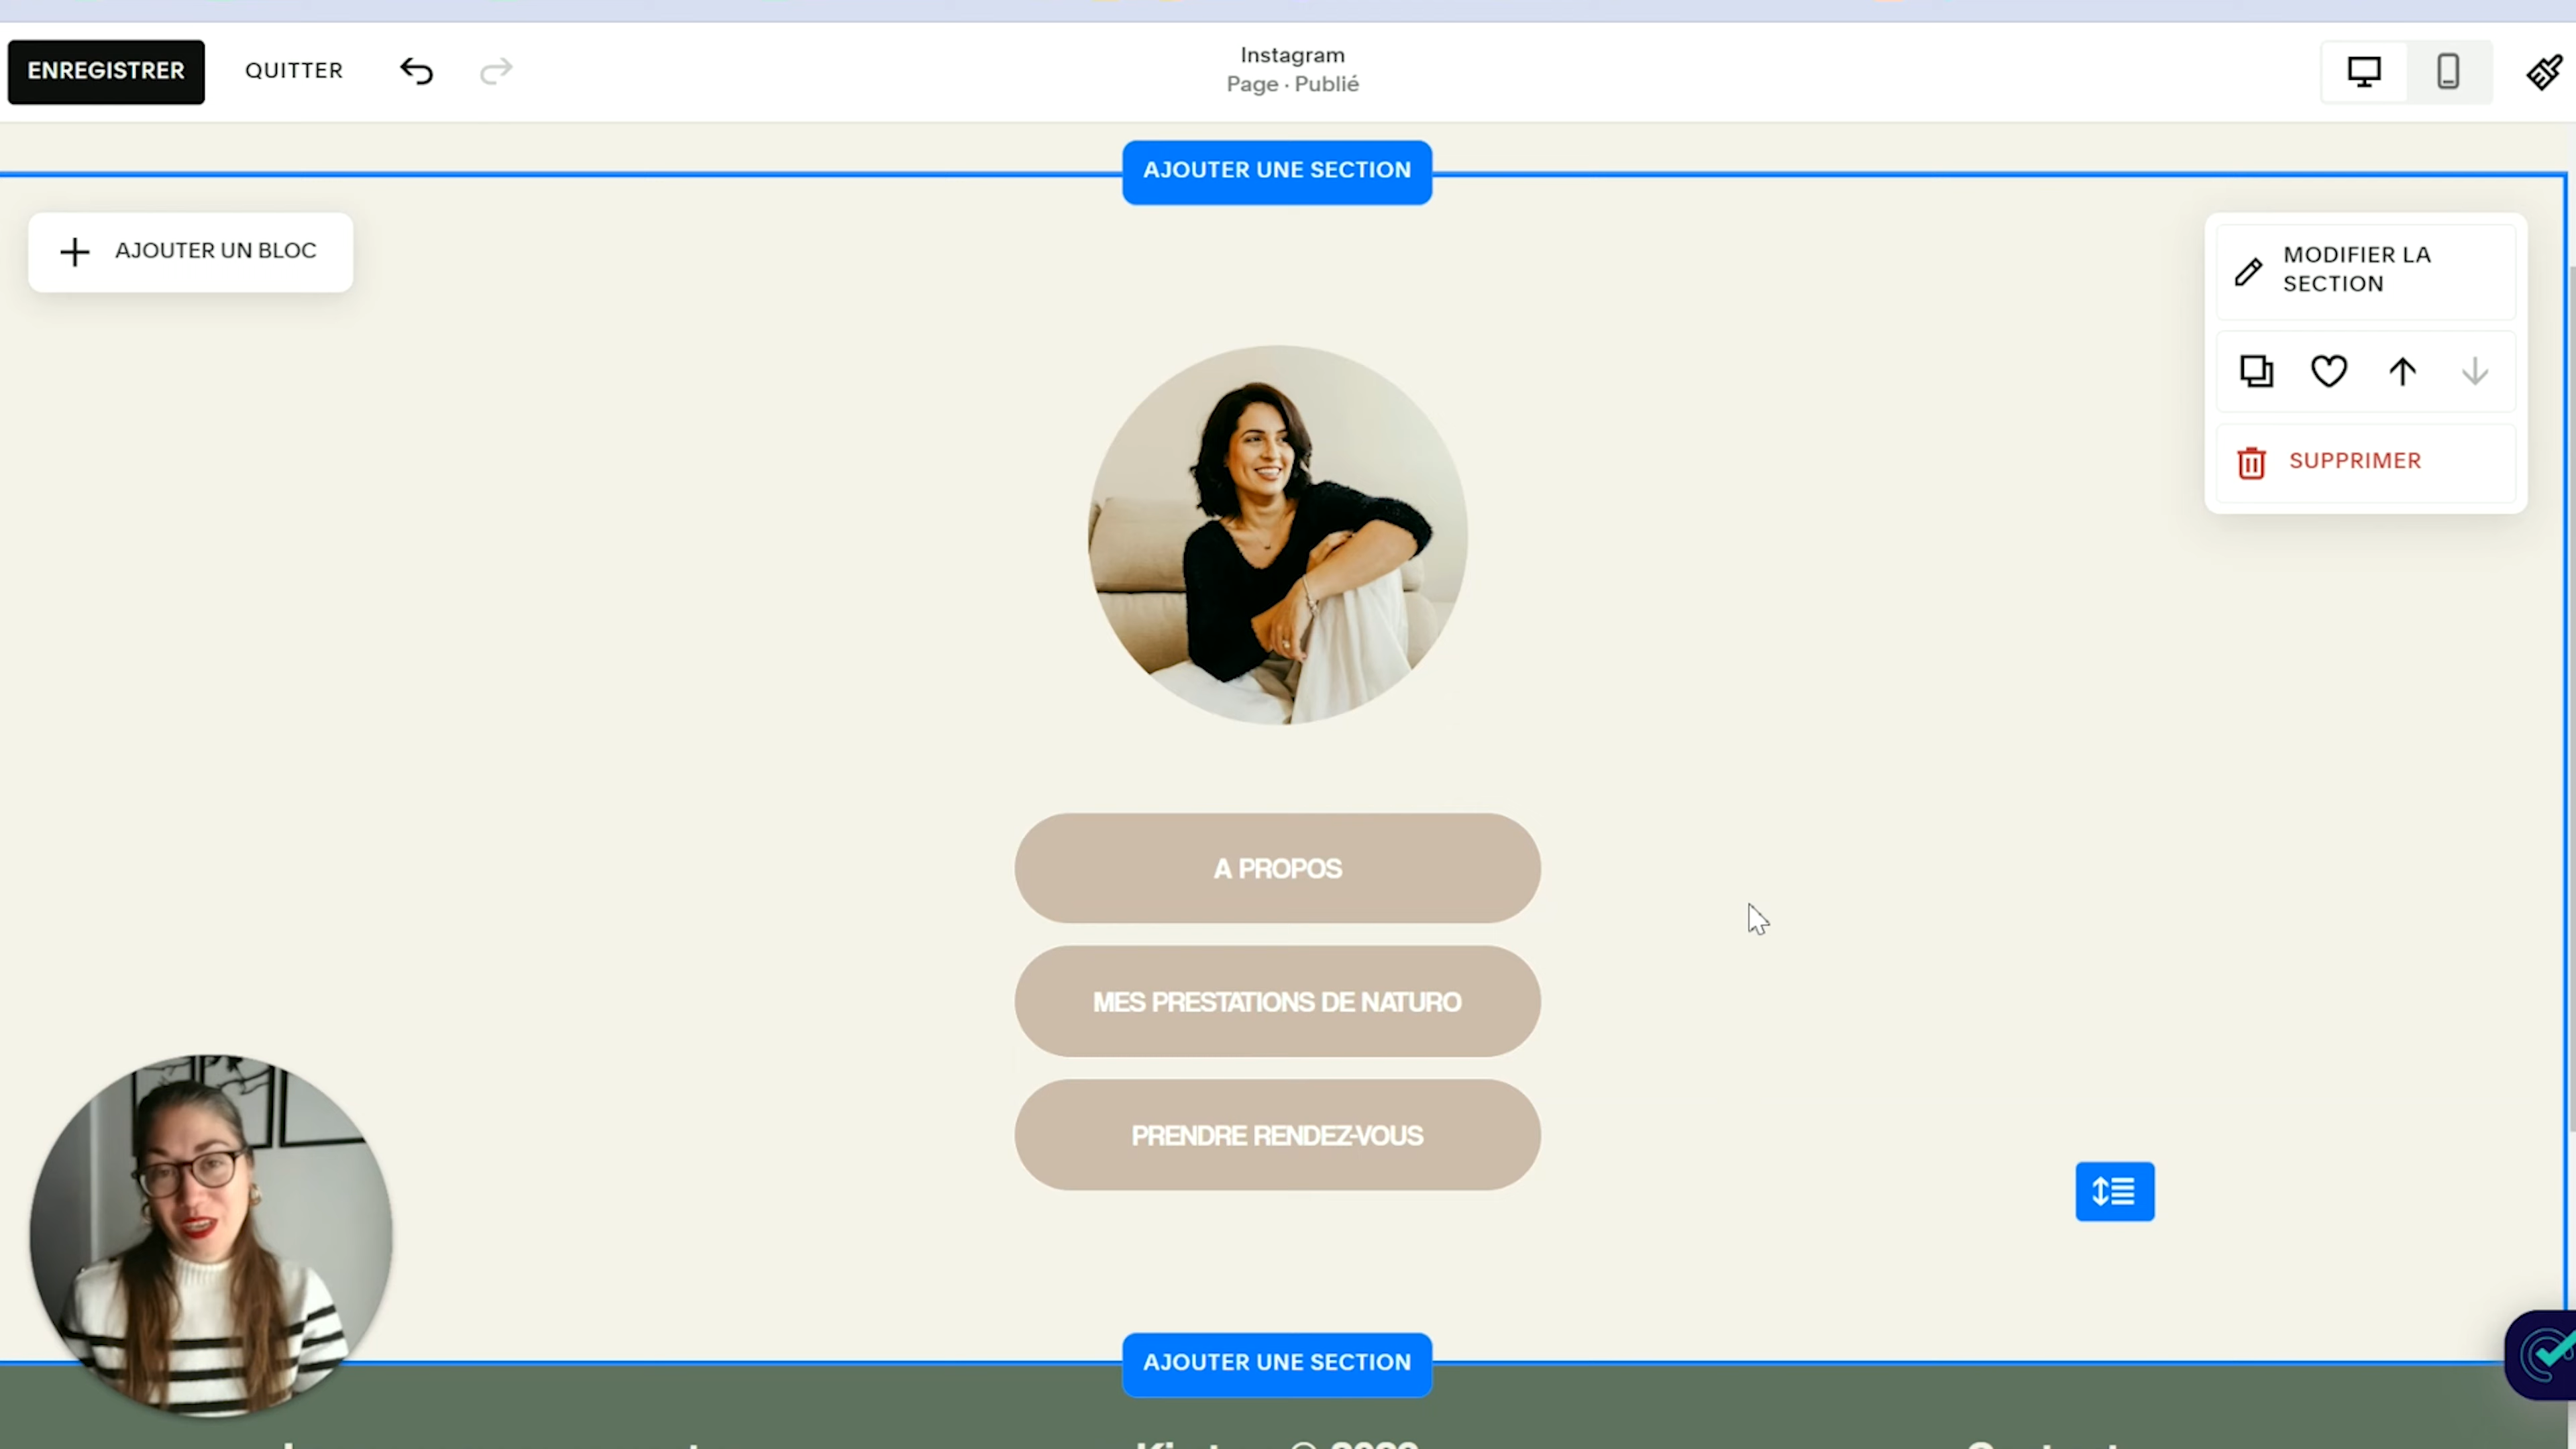 ENREGISTRER
QUITTER
Instagram
Page · Publié
AJOUTER UNE SECTION
AJOUTER UN BLOC
MODIFIER LA
SECTION
SUPPRIMER
A PROPOS
MES PRESTATIONS DE NATURO
PRENDRE RENDEZ-VOUS
AJOUTER UNE SECTION